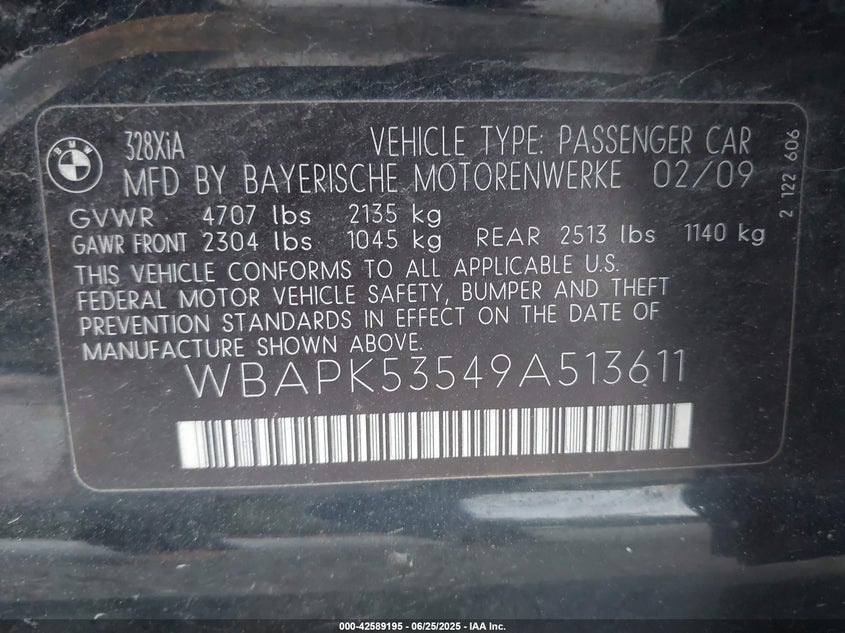 BMW
328XiA
VEHICLE TYPE: PASSENGER CAR
MFD BY BAYERISCHE MOTORENWERKE 02/09
GVWR 4707 lbs 2135 kg
GAWR FRONT 2304 lbs 1045 kg REAR 2513 lbs 1140 kg
THIS VEHICLE CONFORMS TO ALL APPLICABLE U.S.
FEDERAL MOTOR VEHICLE SAFETY, BUMPER AND THEFT
PREVENTION STANDARDS IN EFFECT ON THE DATE OF
MANUFACTURE SHOWN ABOVE.
WBAPK53549A513611
2 122 606
000-42589195 - 06/25/2025 - IAA Inc.